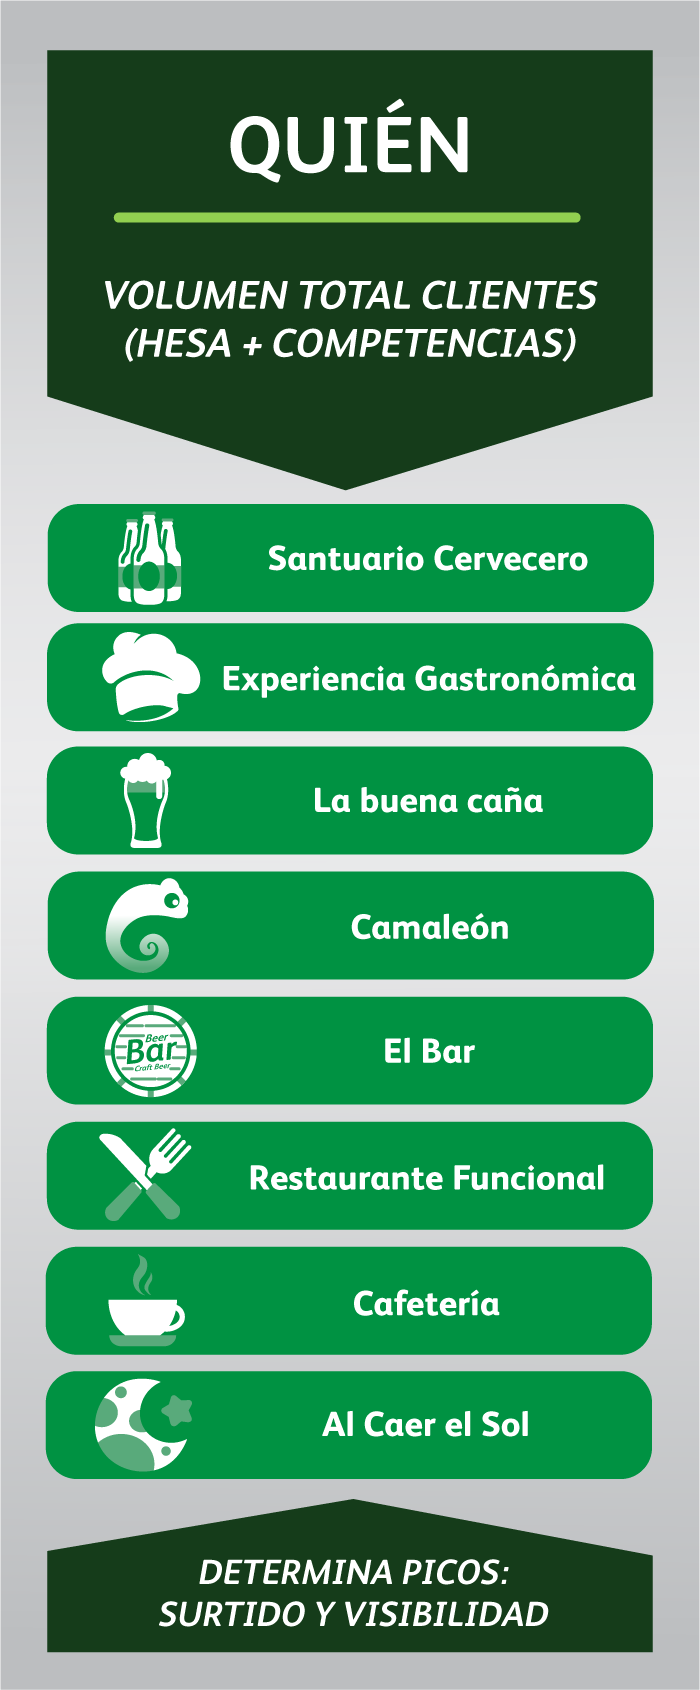 QUIÉN
VOLUMEN TOTAL CLIENTES
(HESA + COMPETENCIAS)
Santuario Cervecero
Experiencia Gastronómica
La buena caña
Camaleón
Beer
Bar
Craft Beer
El Bar
Restaurante Funcional
Cafetería
Al Caer el Sol
DETERMINA PICOS:
SURTIDO Y VISIBILIDAD